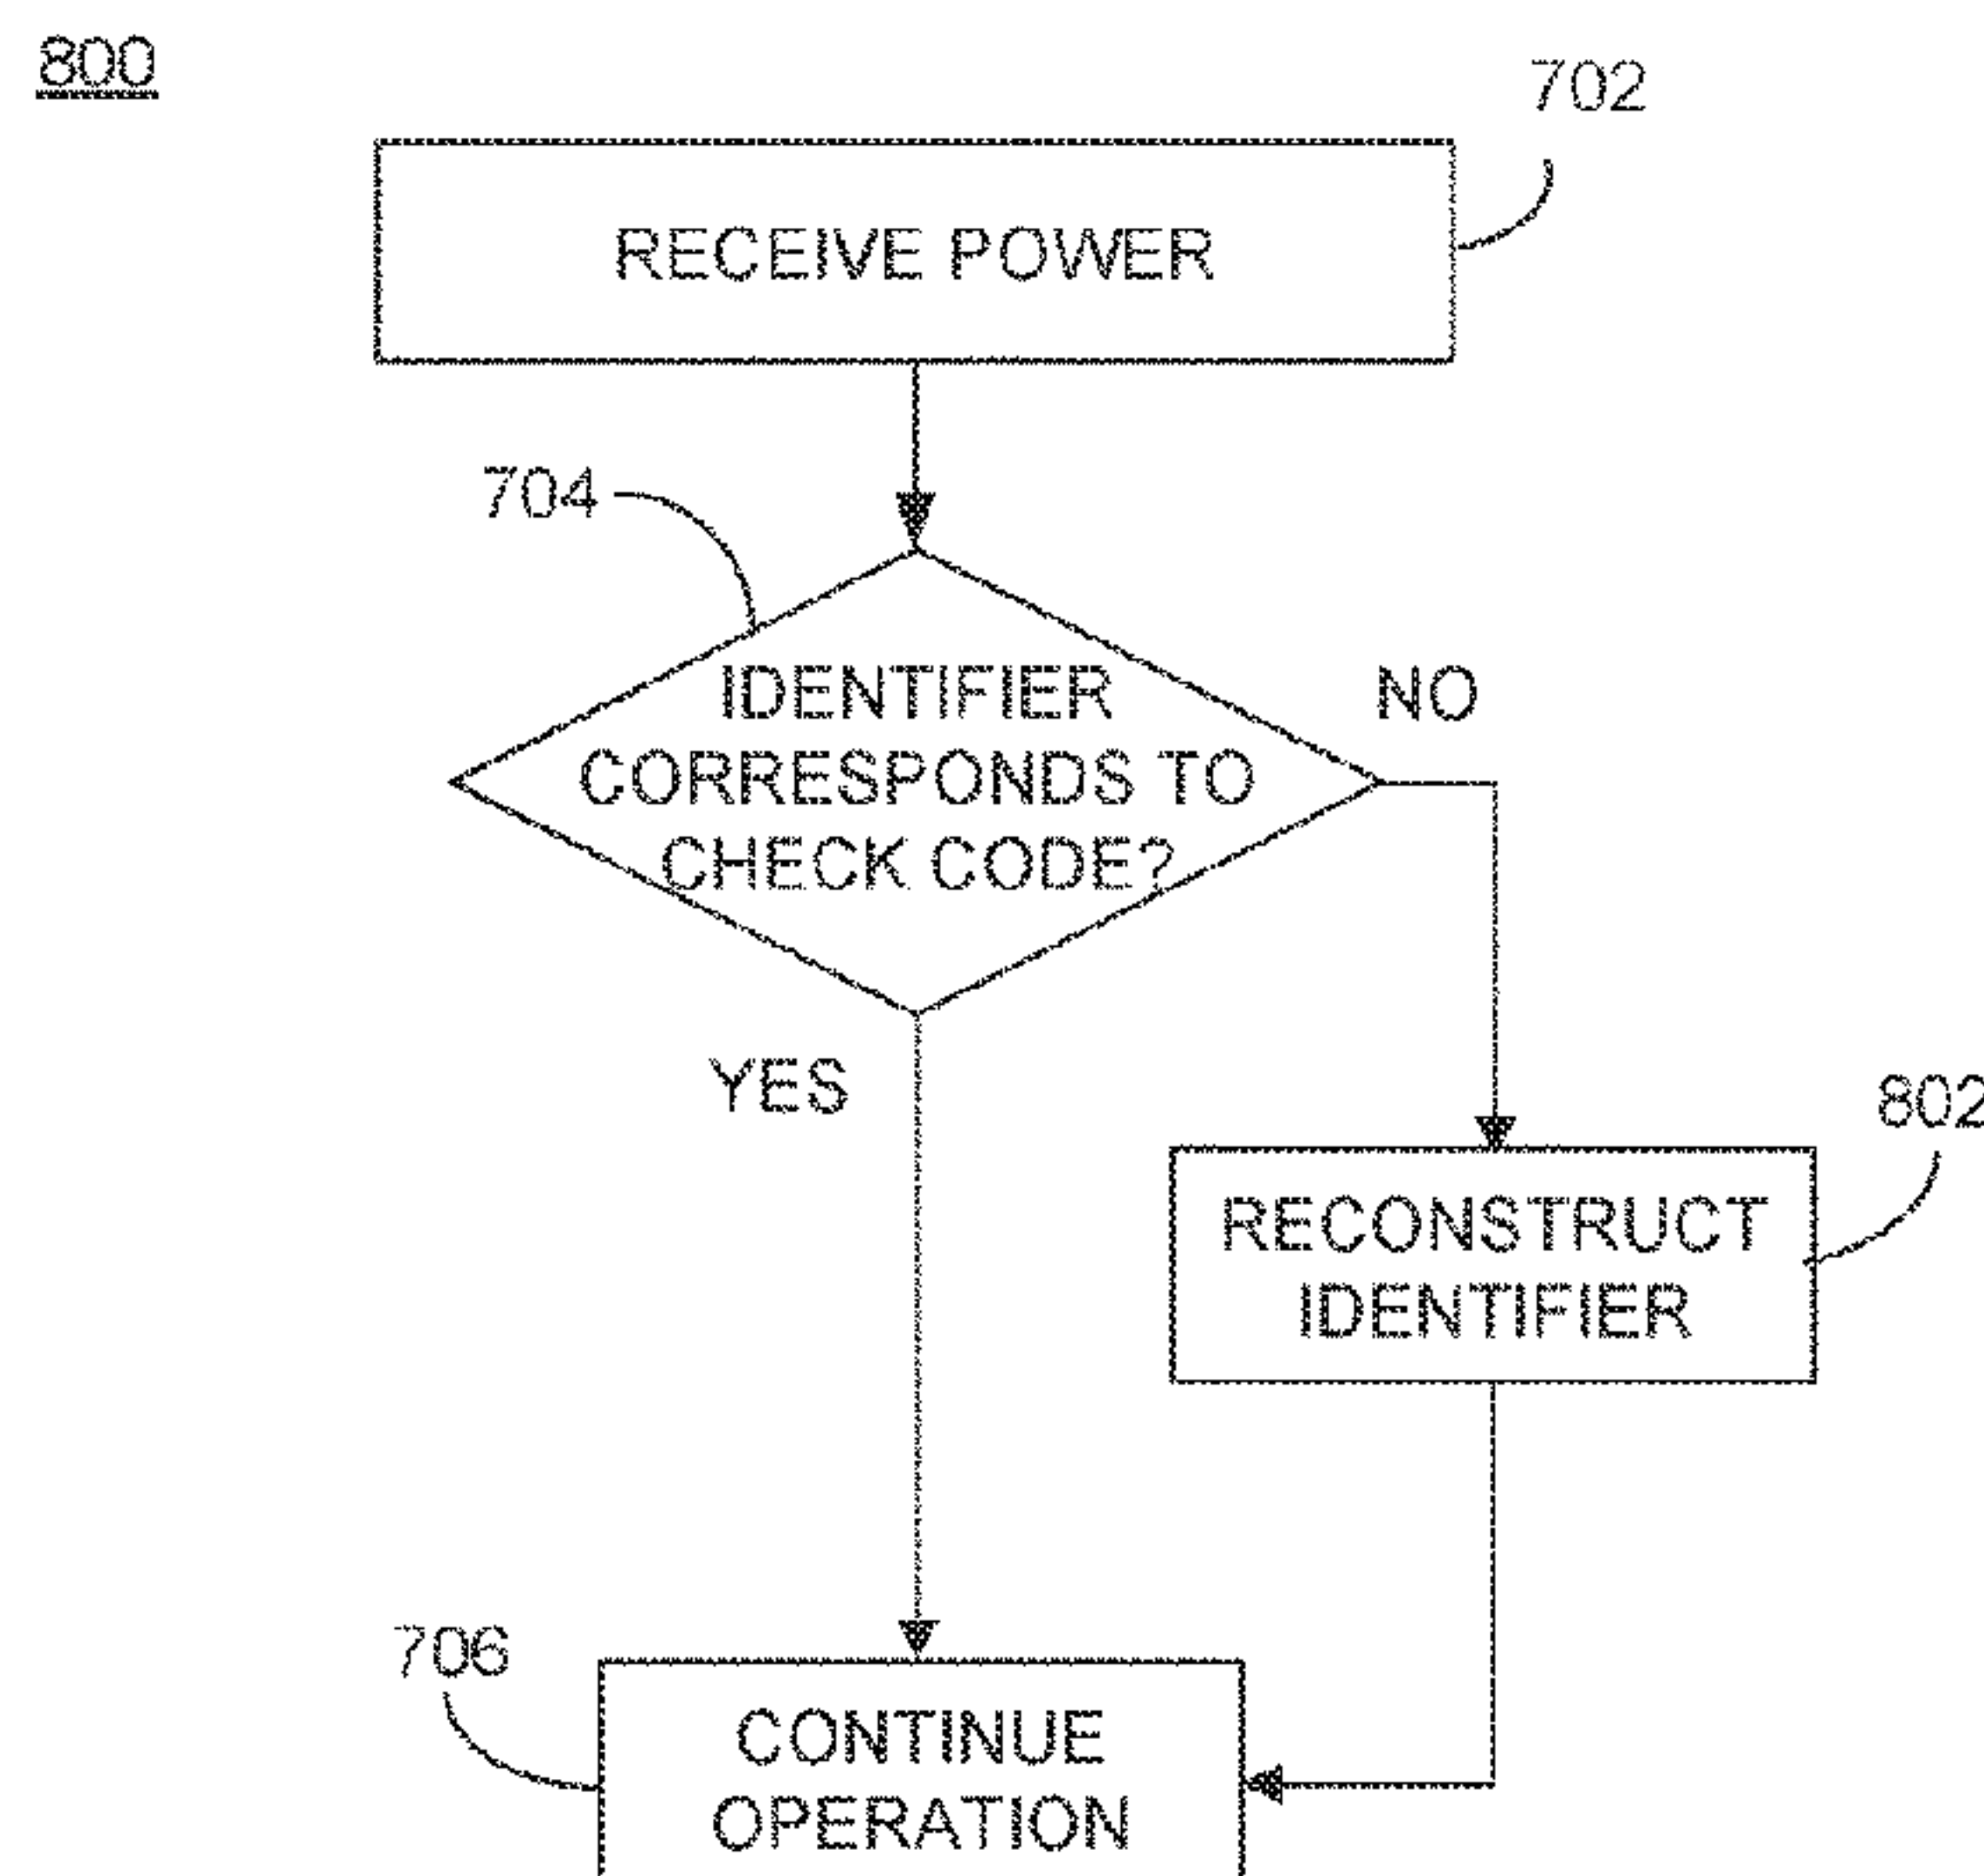 800
702
RECEIVE POWER
704
IDENTIFIER
CORRESPONDS TO
CHECK CODE?
NO
YES
802
RECONSTRUCT
IDENTIFIER
706
CONTINUE
OPERATION